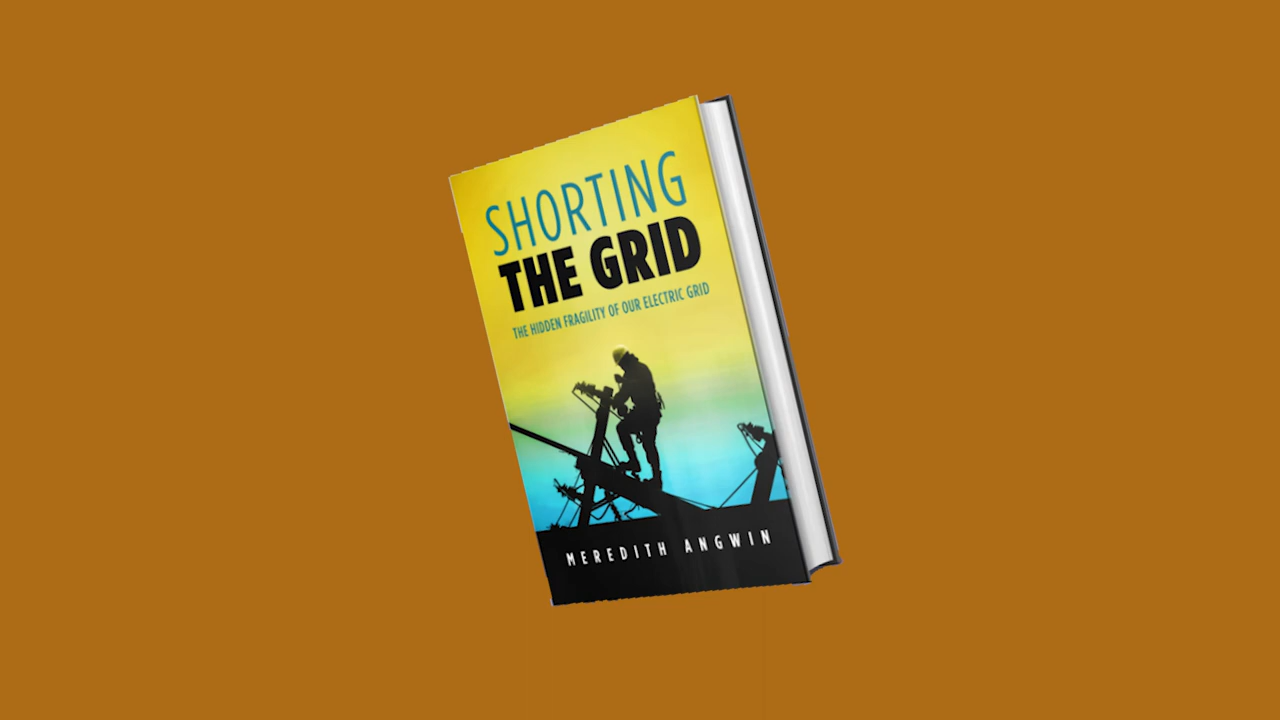 SHORTING
THE GRID
THE HIDDEN FRAGILITY OF OUR ELECTRIC GRID
MEREDITH ANGWIN